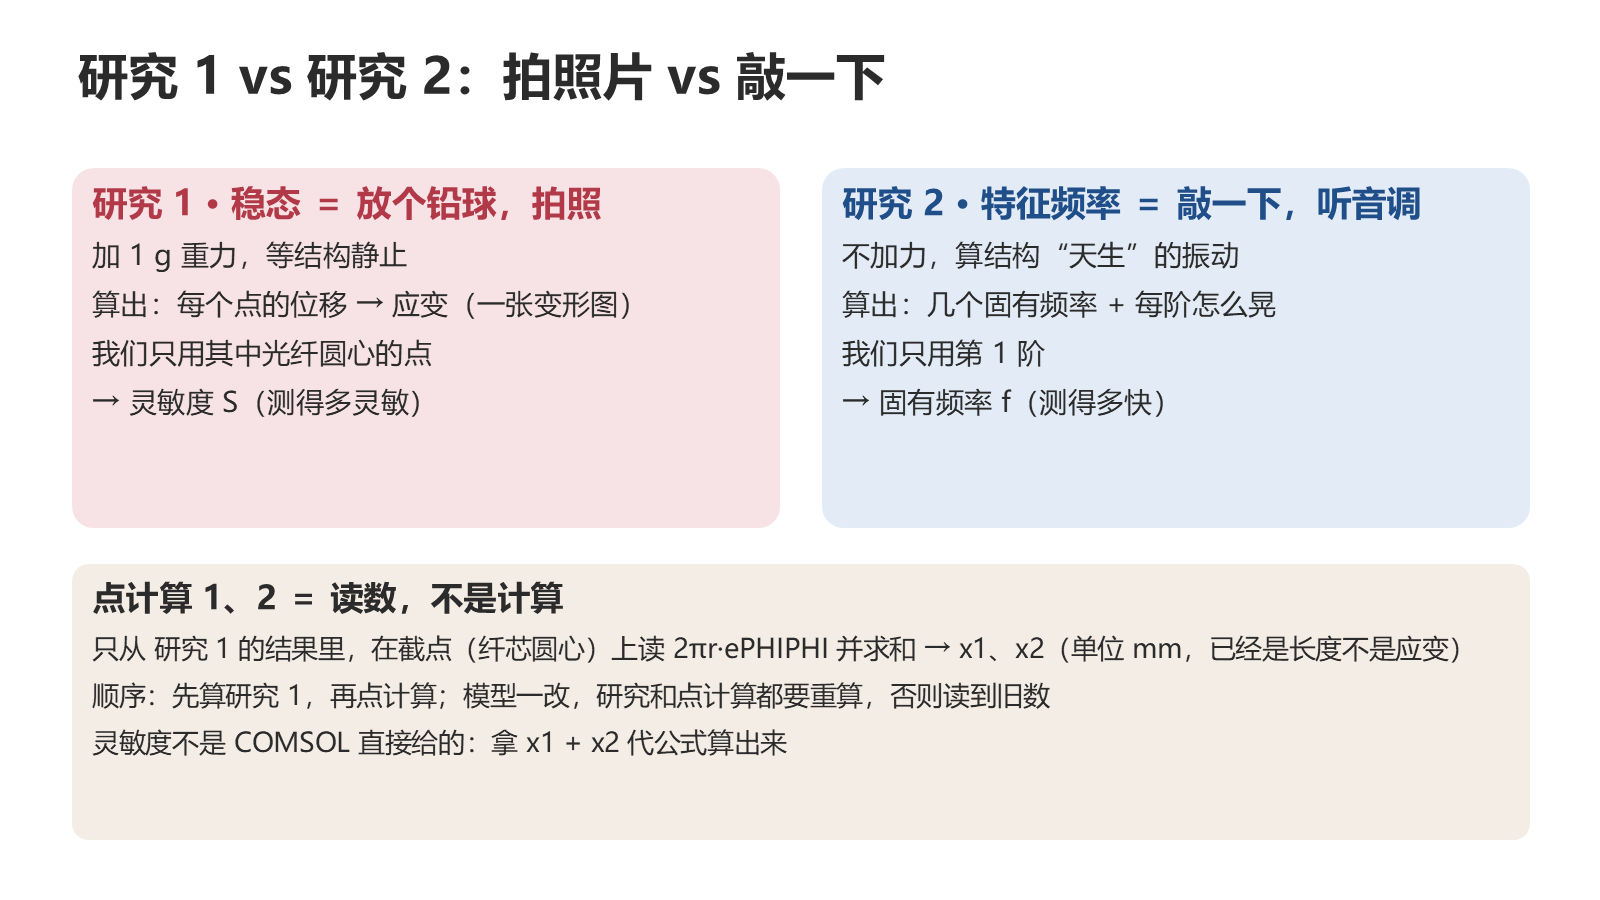 研究 1 vs 研究 2：拍照片 vs 敲一下
研究 1 · 稳态 = 放个铅球，拍照
加 1 g 重力，等结构静止
算出：每个点的位移 → 应变（一张变形图）
我们只用其中光纤圆心的点
→ 灵敏度 S（测得多灵敏）
研究 2 · 特征频率 = 敲一下，听音调
不加力，算结构“天生”的振动
算出：几个固有频率 + 每阶怎么晃
我们只用第 1 阶
→ 固有频率 f（测得多快）
点计算 1、2 = 读数，不是计算
只从 研究 1 的结果里，在截点（纤芯圆心）上读 2πr·ePHIPHI 并求和 → x1、x2（单位 mm，已经是长度不是应变）
顺序：先算研究 1，再点计算；模型一改，研究和点计算都要重算，否则读到旧数
灵敏度不是 COMSOL 直接给的：拿 x1 + x2 代公式算出来